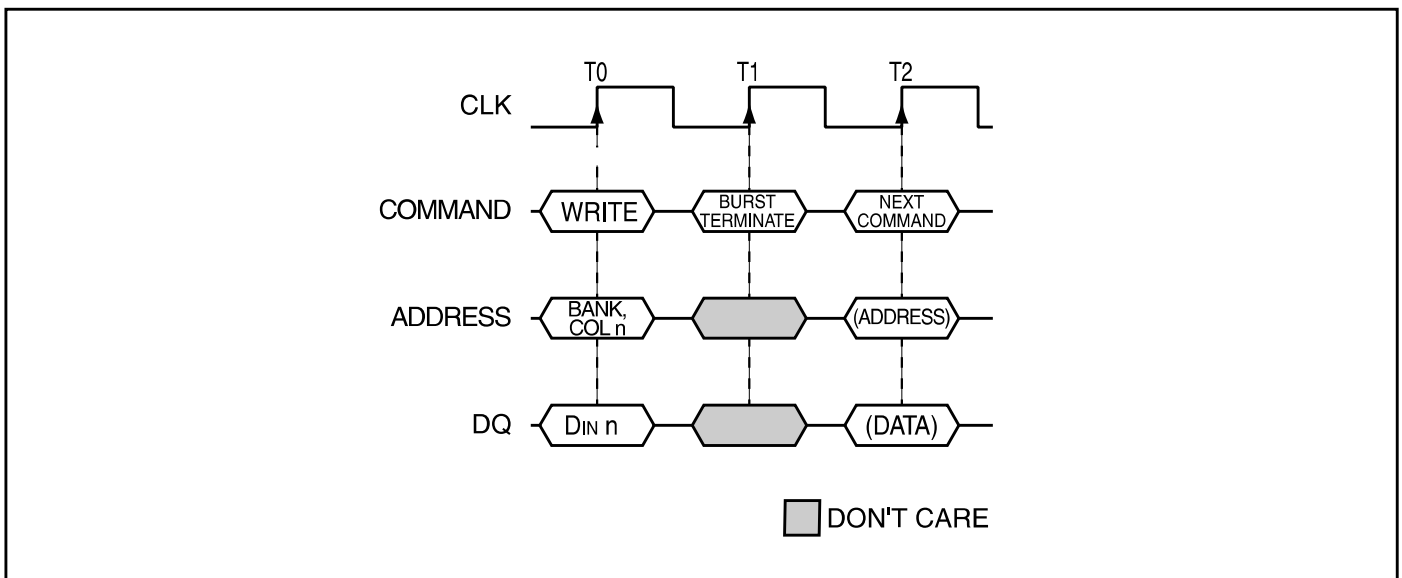 T0 T1 T2
CLK
COMMAND WRITE BURST TERMINATE NEXT COMMAND
ADDRESS BANK, COL n (ADDRESS)
DQ DIN n (DATA)
DON'T CARE